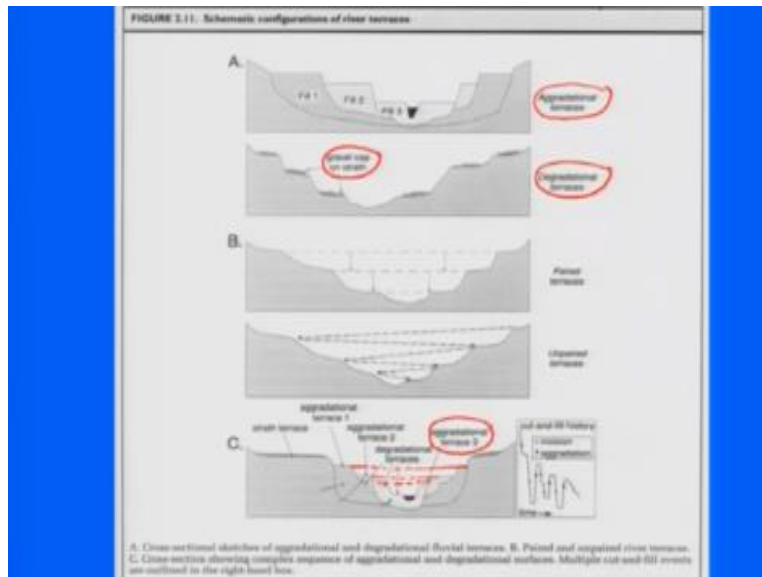 FIGURE 2.11. Schematic configurations of river terraces
A.
Fill 1
Fill 2
Fill 3
Aggradational
terraces
gravel cap
on strath
Degradational
terraces
B.
Paired
terraces
Unpaired
terraces
aggradational
terrace 1
strath terrace
aggradational
terrace 2
aggradational
terrace 3
degradational
terraces
C.
cut-and-fill history
incision
aggradation
time
A. Cross-sectional sketches of aggradational and degradational fluvial terraces. B. Paired and unpaired river terraces.
C. Cross-section showing complex sequence of aggradational and degradational surfaces. Multiple cut-and-fill events
are outlined in the right-hand box.